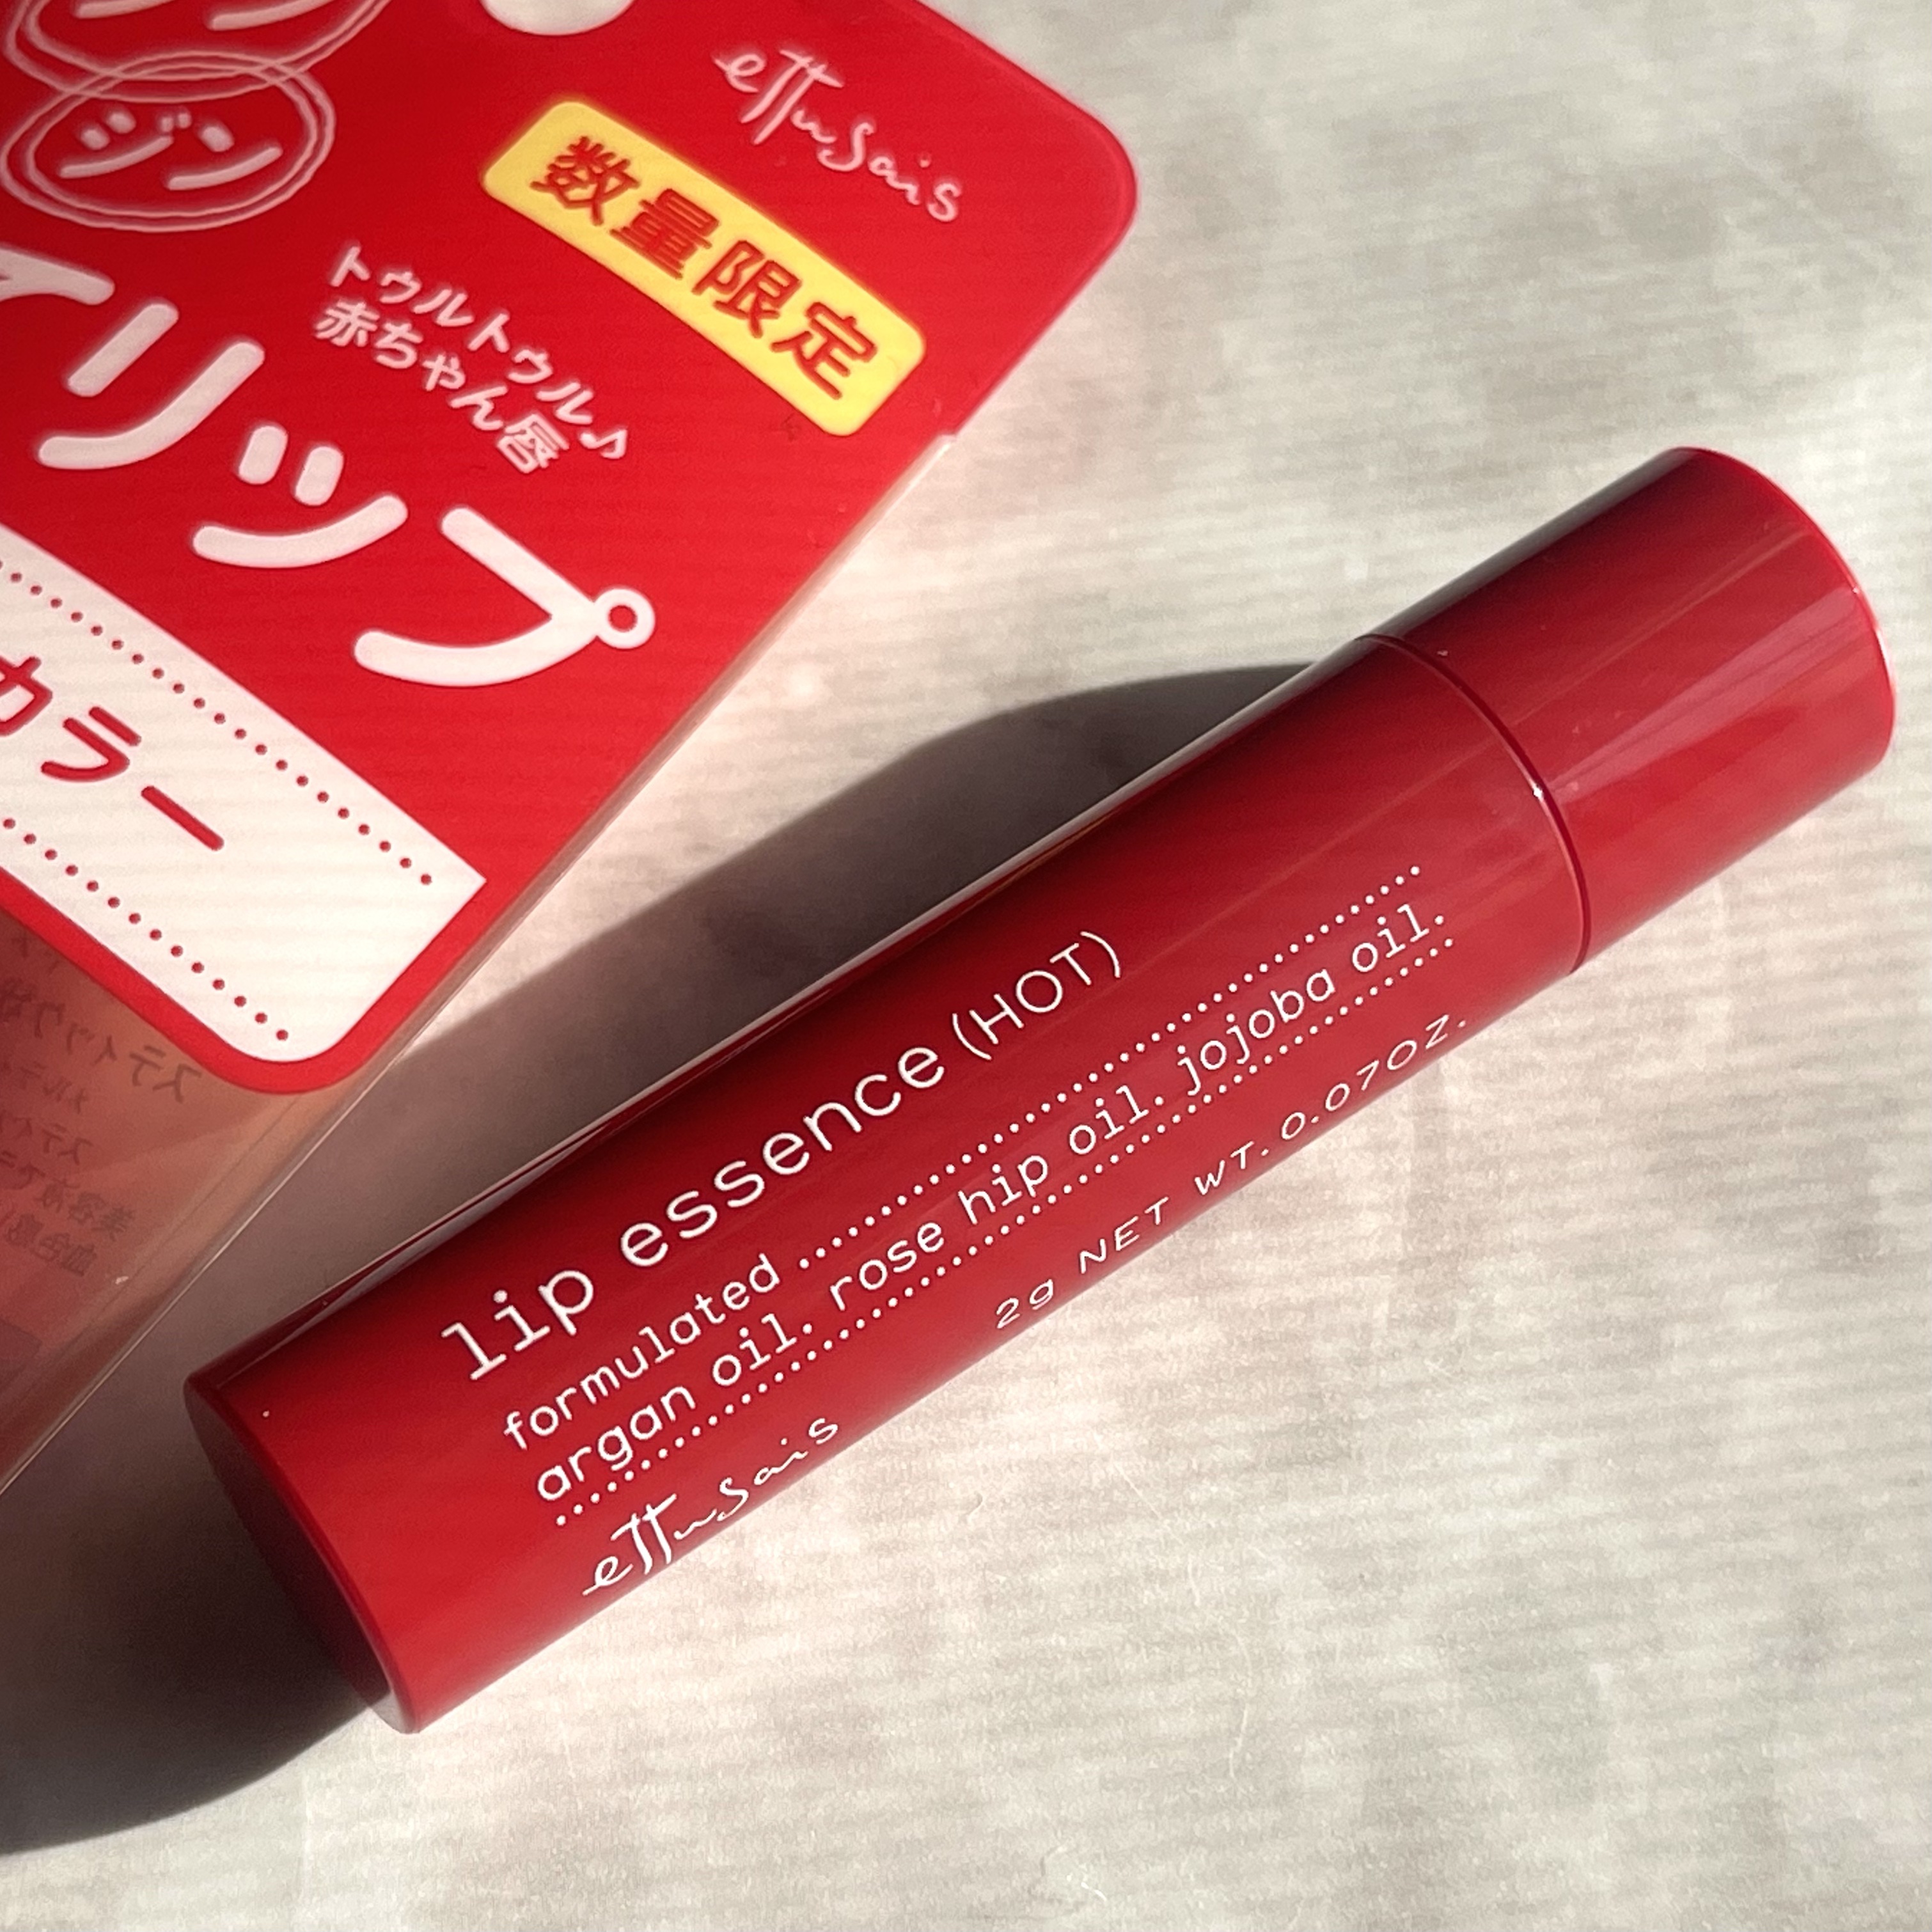 ettusais
数量限定
ジン
トゥルトゥル♪
赤ちゃん唇
イリップ
カラー
lip essence (HOT)
formulated
argan oil. rose hip oil. jojoba oil.
2g NET WT. 0.07OZ.
ettusais